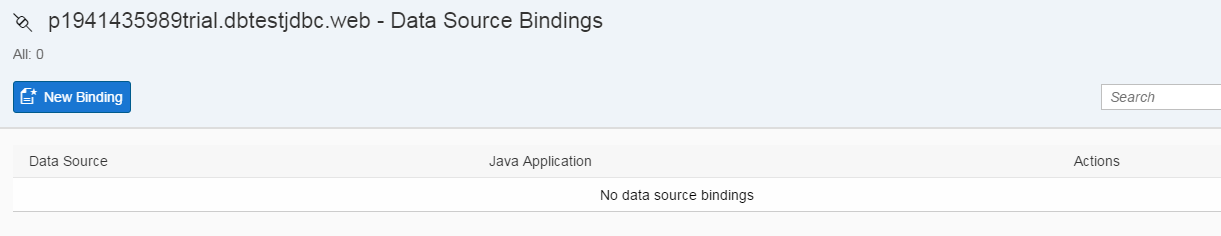 p1941435989trial.dbtestjdbc.web - Data Source Bindings
All: 0
New Binding
Search
Data Source Java Application Actions
No data source bindings